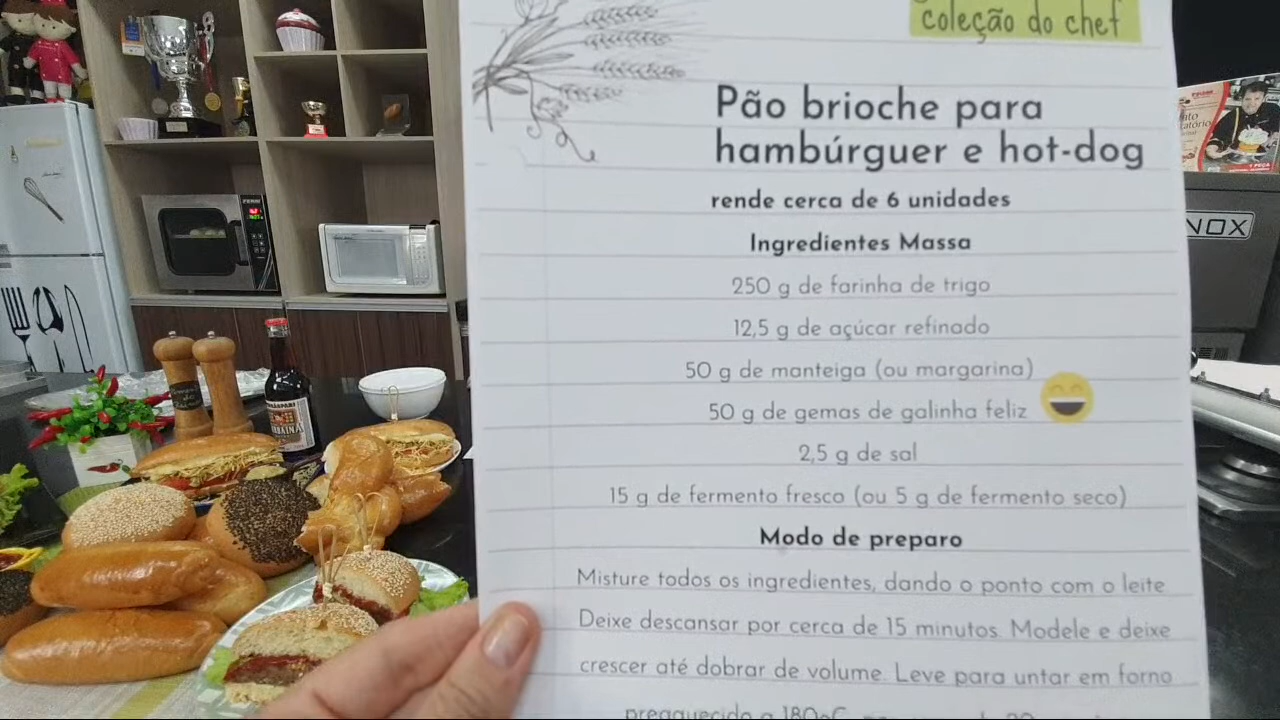 coleção do chef
Pão brioche para
hambúrguer e hot-dog
rende cerca de 6 unidades
Ingredientes Massa
250 g de farinha de trigo
12,5 g de açúcar refinado
50 g de manteiga (ou margarina)
50 g de gemas de galinha feliz
2,5 g de sal
15 g de fermento fresco (ou 5 g de fermento seco)
Modo de preparo
Misture todos os ingredientes, dando o ponto com o leite
Deixe descansar por cerca de 15 minutos. Modele e deixe
crescer até dobrar de volume. Leve para untar em forno
preaquecido a 180ºC
NOX